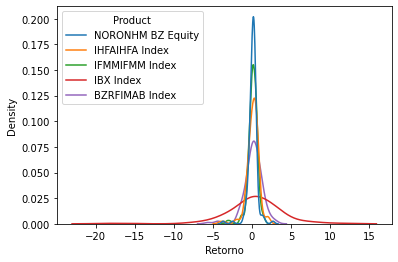 Product
NORONHM BZ Equity
IHFAIHFA Index
IFMMIFMM Index
IBX Index
BZRFIMAB Index
0.200
0.175
0.150
0.125
0.100
0.075
0.050
0.025
0.000
Density
−20 −15 −10 −5 0 5 10 15
Retorno